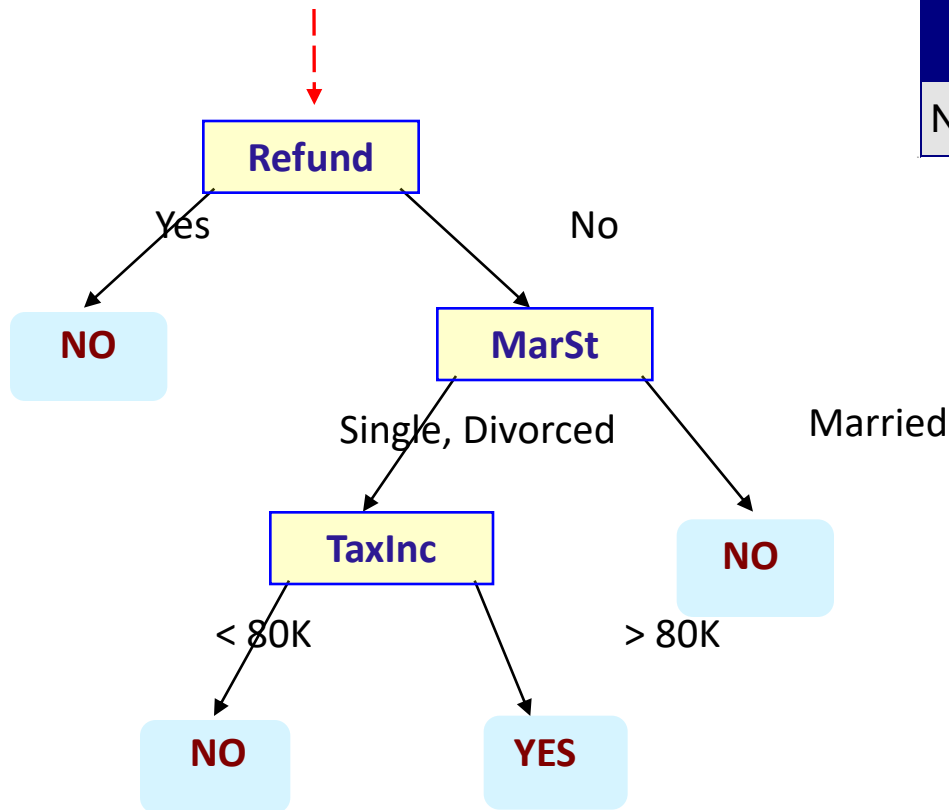 Refund
Yes
No
NO
MarSt
Single, Divorced
Married
TaxInc
NO
< 80K
> 80K
NO
YES